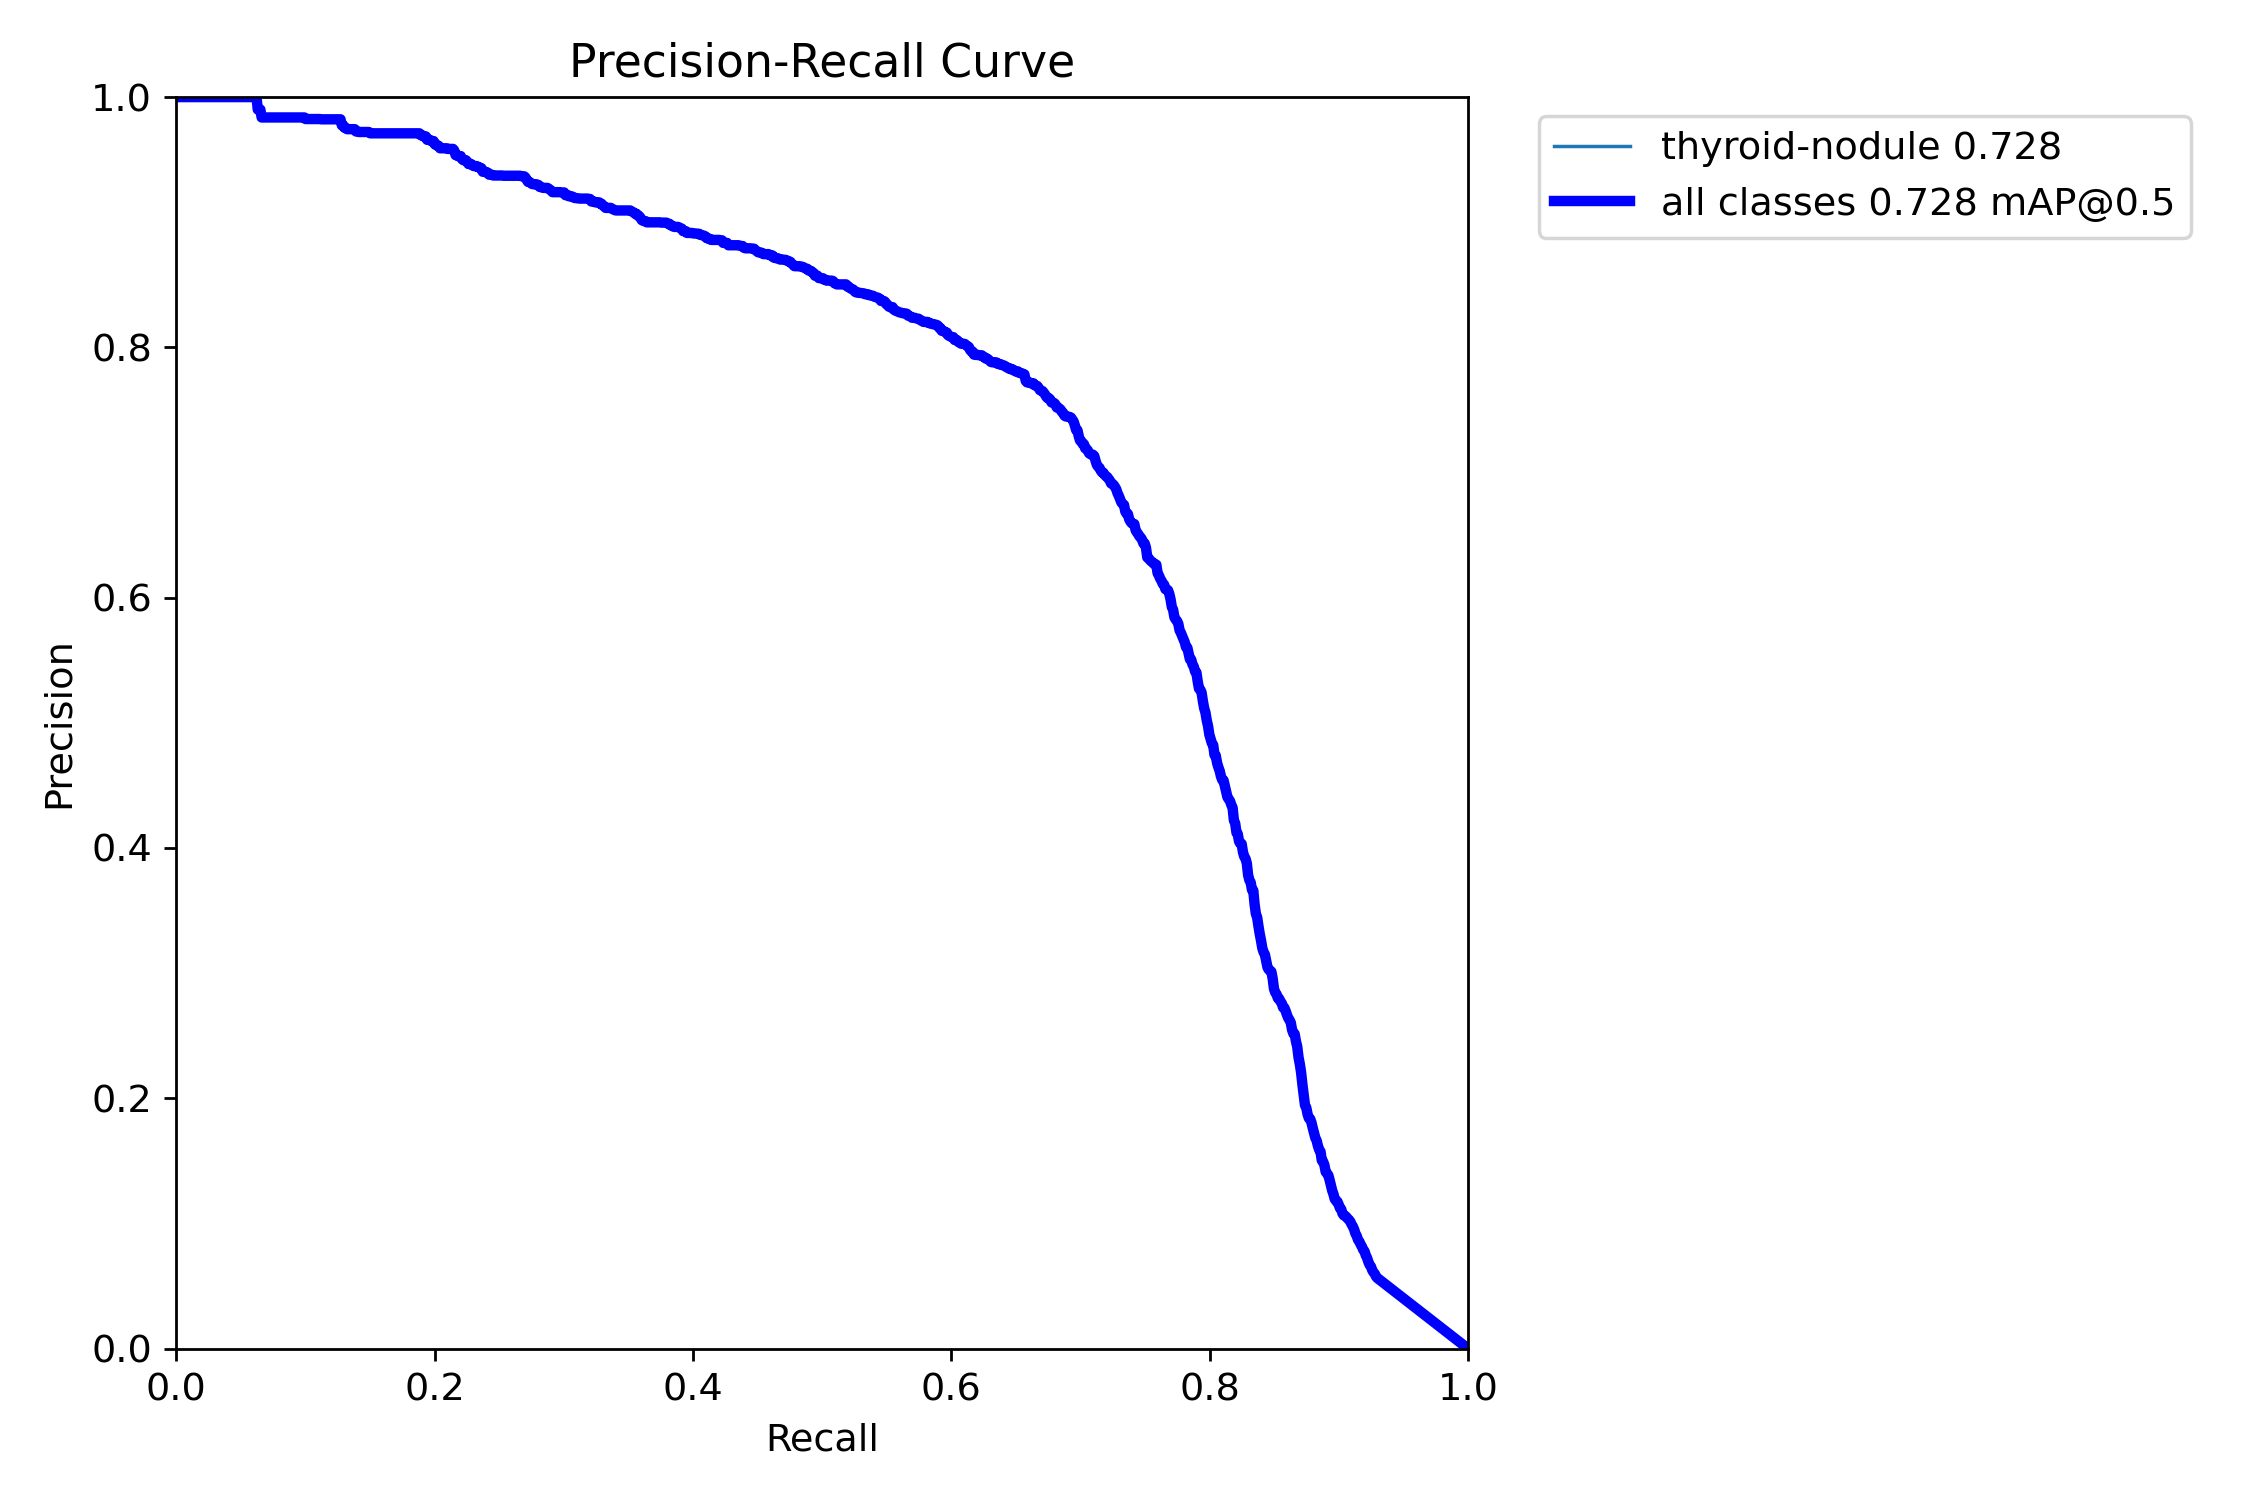 Precision-Recall Curve
1.0
0.8
0.6
0.4
0.2
0.0
Precision
0.0 0.2 0.4 0.6 0.8 1.0
Recall
thyroid-nodule 0.728
all classes 0.728 mAP@0.5